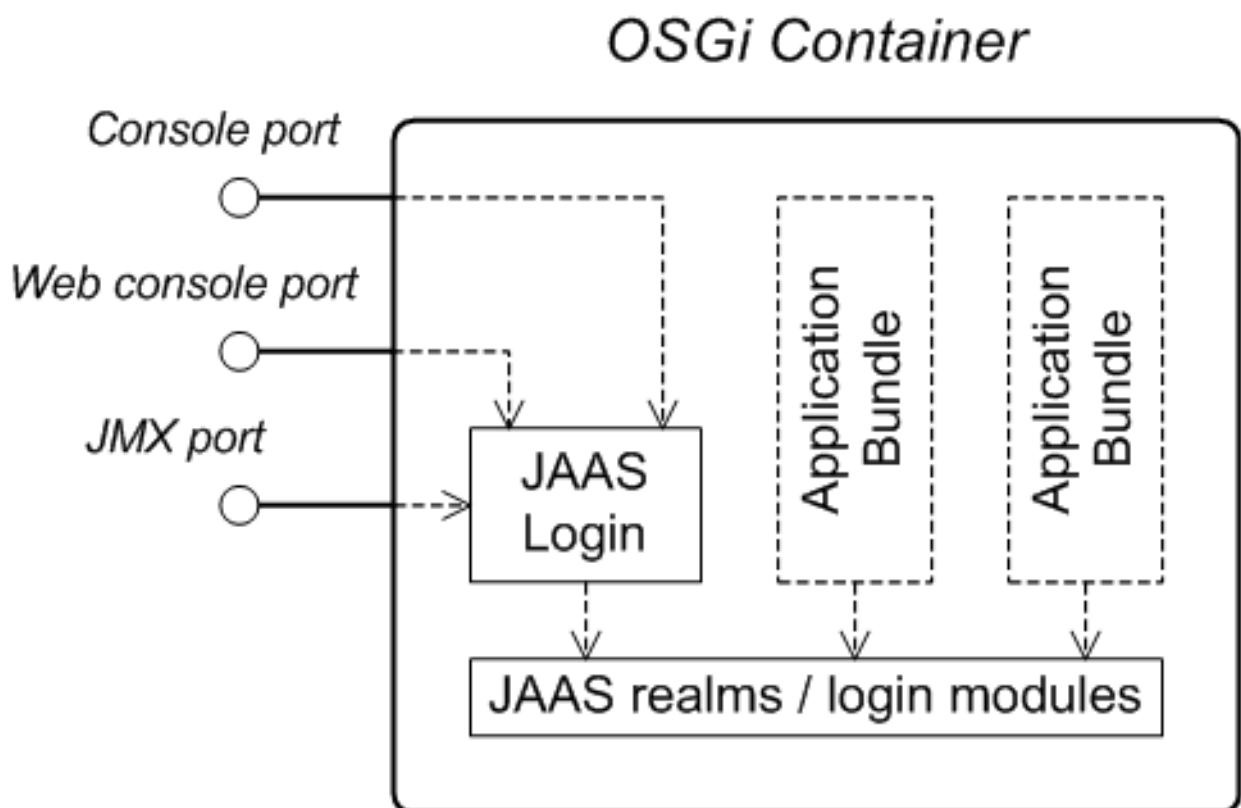 OSGi Container
Console port
Web console port
JMX port
JAAS
Login
Application
Bundle
Application
Bundle
JAAS realms / login modules